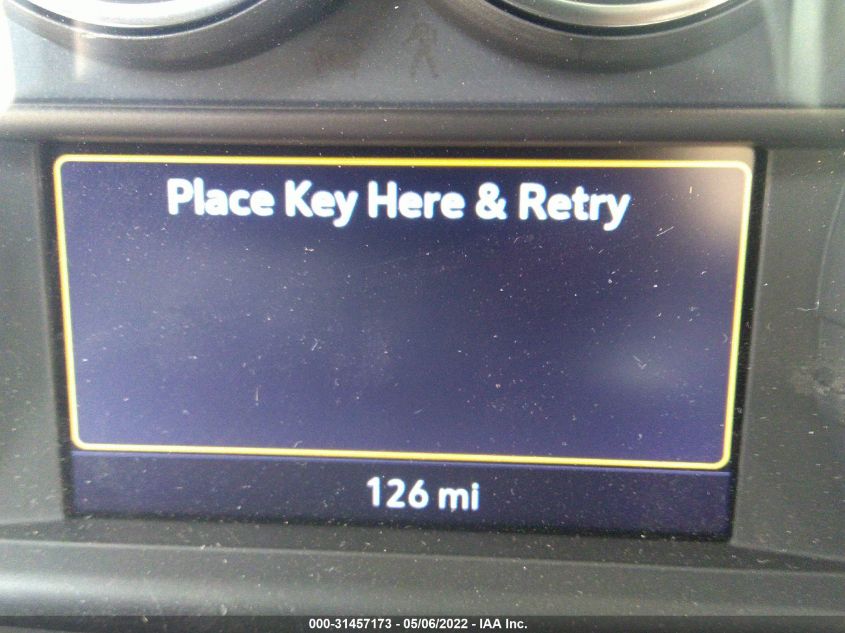 Place Key Here & Retry
126 mi
000-31457173 - 05/06/2022 - IAA Inc.